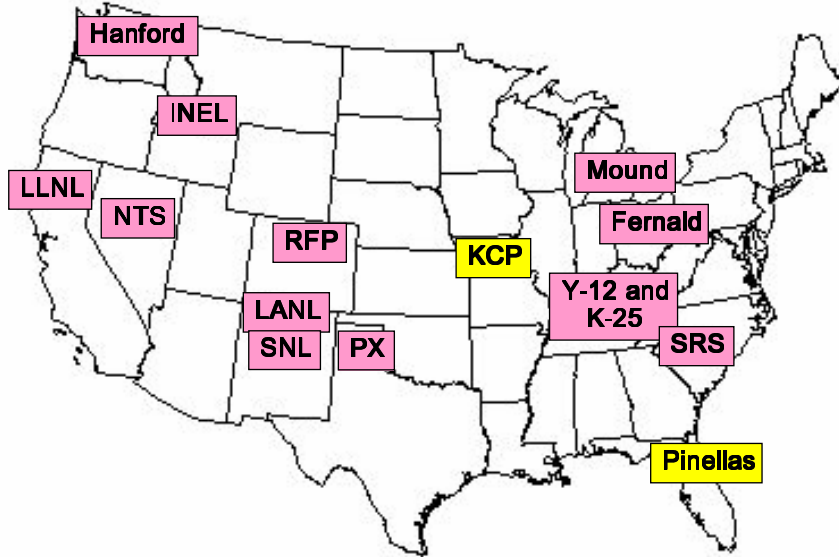 Hanford
INEL
LLNL
NTS
RFP
KCP
Mound
Fernald
LANL
SNL
PX
Y-12 and
K-25
SRS
Pinellas